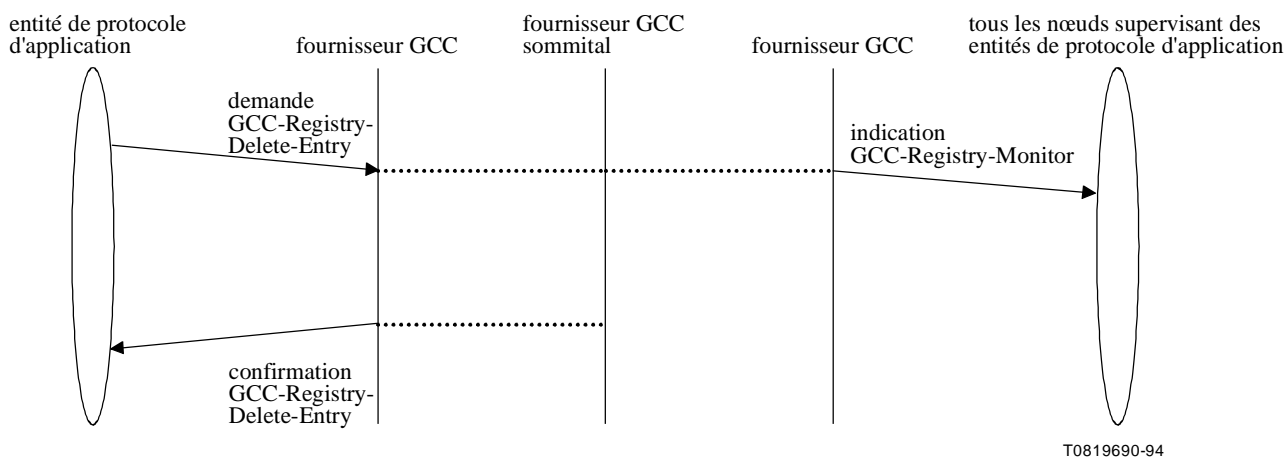 entité de protocole
d'application
fournisseur GCC
fournisseur GCC
sommital
fournisseur GCC
tous les nœuds supervisant des
entités de protocole d'application
demande
GCC-Registry-
Delete-Entry
indication
GCC-Registry-Monitor
confirmation
GCC-Registry-
Delete-Entry
T0819690-94